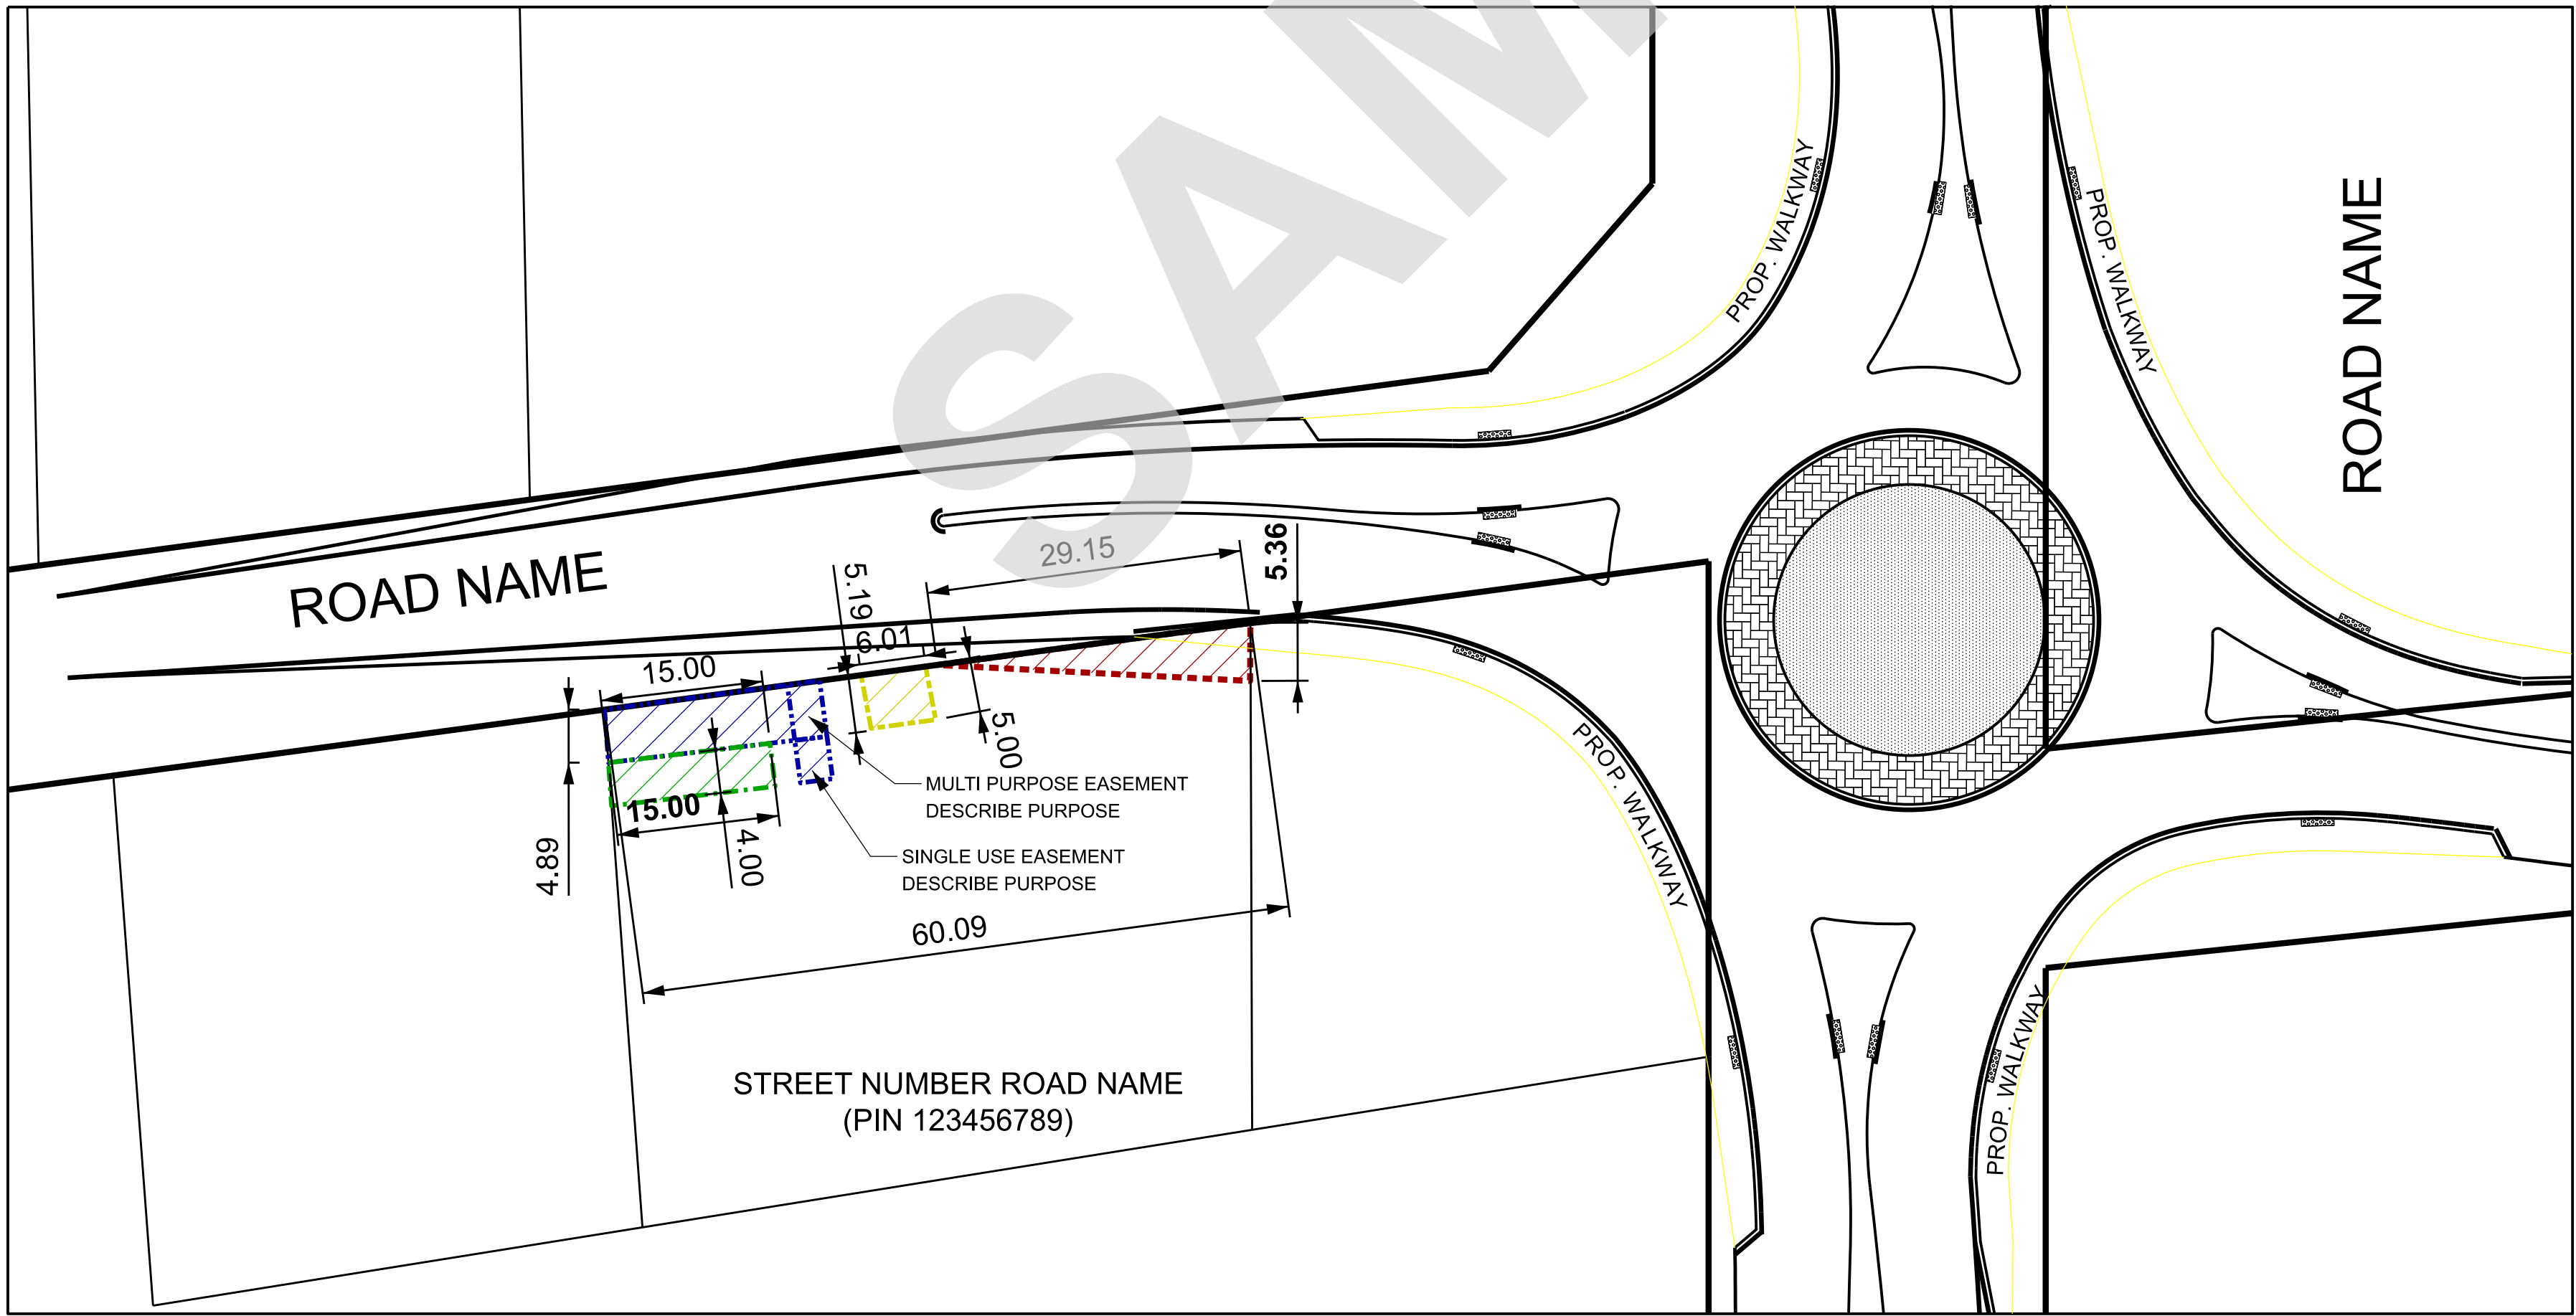 SAM
PROP. WALKWAY
PROP. WALKWAY
ROAD NAME
ROAD NAME
29.15
5.36
5.19
6.01
15.00
5.00
MULTI PURPOSE EASEMENT
DESCRIBE PURPOSE
15.00
4.00
4.89
SINGLE USE EASEMENT
DESCRIBE PURPOSE
60.09
PROP. WALKWAY
PROP. WALKWAY
STREET NUMBER ROAD NAME
(PIN 123456789)